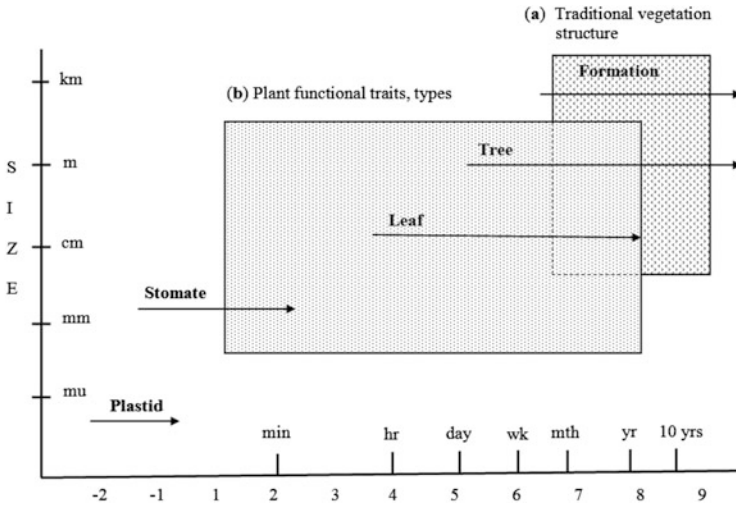 (a) Traditional vegetation
structure
km
Formation
(b) Plant functional traits, types
S
I
Z
E
m
Tree
Leaf
cm
Stomate
mm
mu
Plastid
min hr day wk mth yr 10 yrs
-2 -1 1 2 3 4 5 6 7 8 9